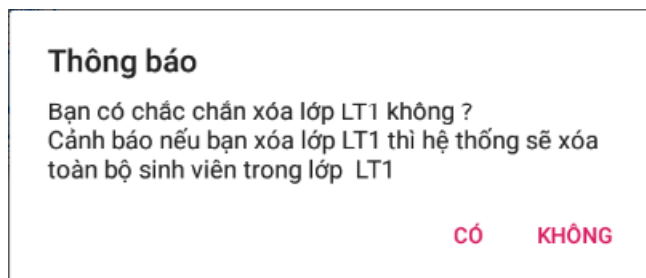 Thông báo
Bạn có chắc chắn xóa lớp LT1 không ?
Cảnh báo nếu bạn xóa lớp LT1 thì hệ thống sẽ xóa
toàn bộ sinh viên trong lớp  LT1
CÓ KHÔNG